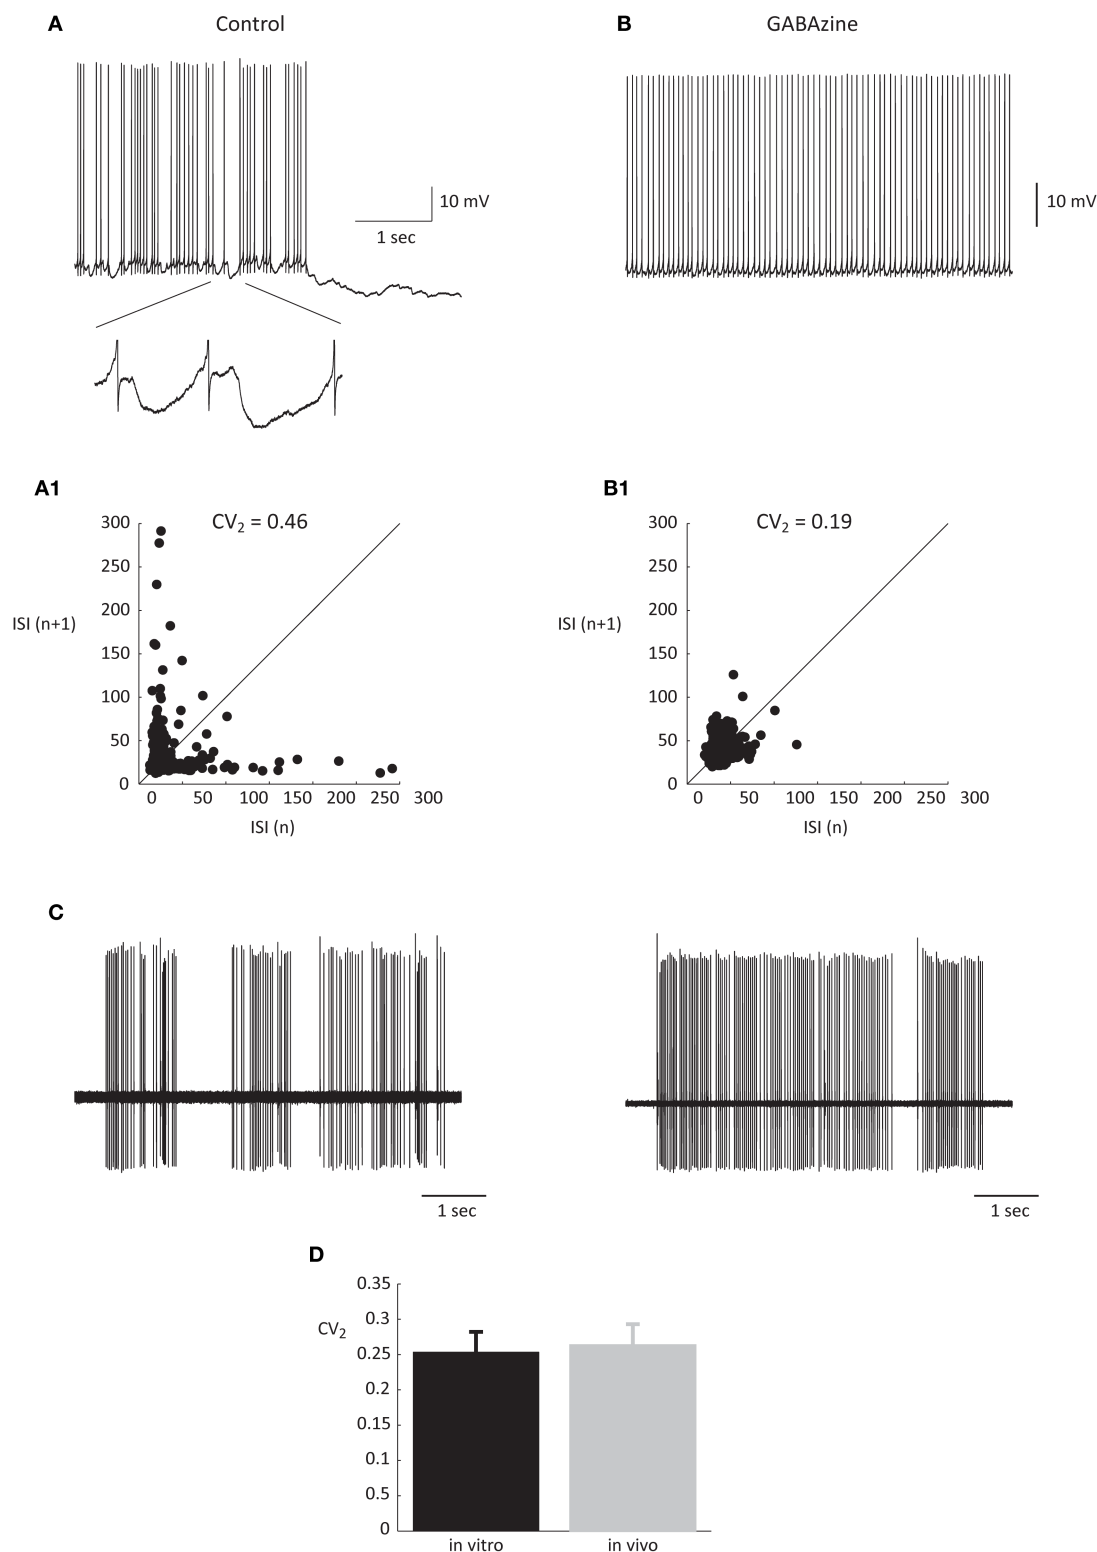 A Control
B GABAzine
10 mV
1 sec
10 mV
A1
CV2 = 0.46
300
250
200
150
100
50
0
ISI (n+1)
0 50 100 150 200 250 300
ISI (n)
B1
CV2 = 0.19
300
250
200
150
100
50
0
ISI (n+1)
0 50 100 150 200 250 300
ISI (n)
C
1 sec
1 sec
D
CV2
0.35
0.3
0.25
0.2
0.15
0.1
0.5
0
in vitro
in vivo